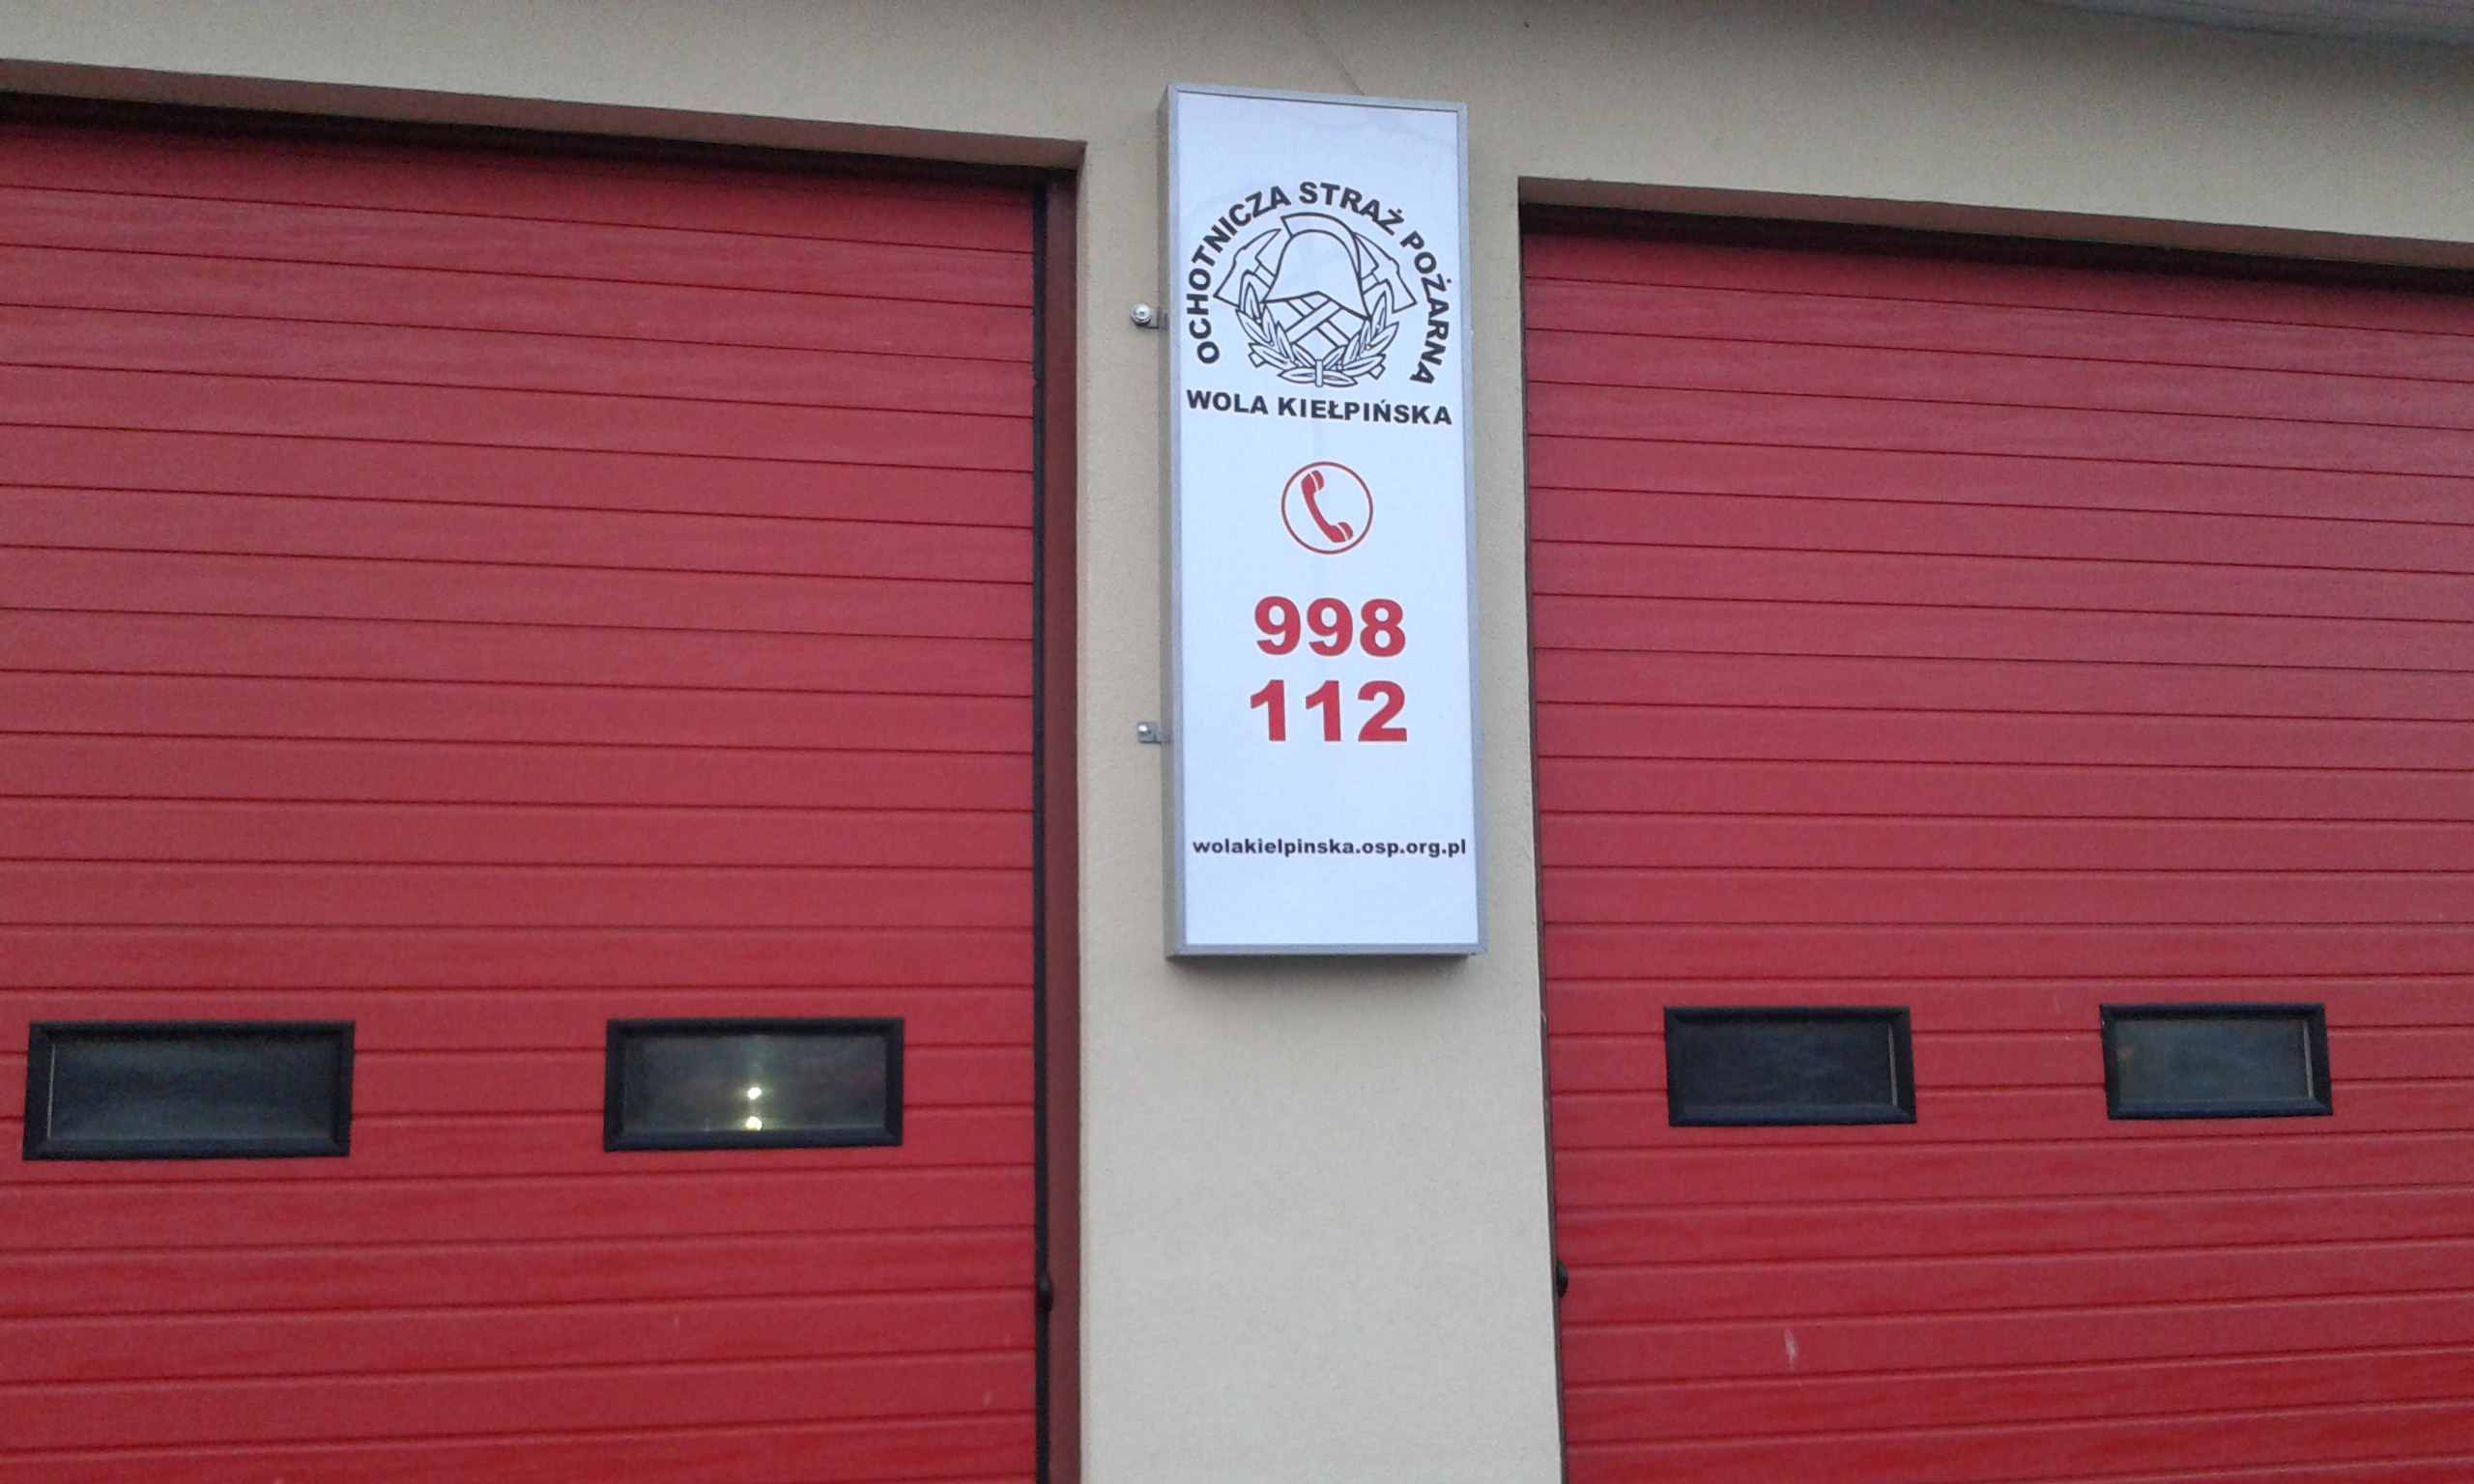 OCHOTNICZA STRAŻ POŻARNA
WOLA KIEŁPIŃSKA
998
112
wolakielpinska.osp.org.pl